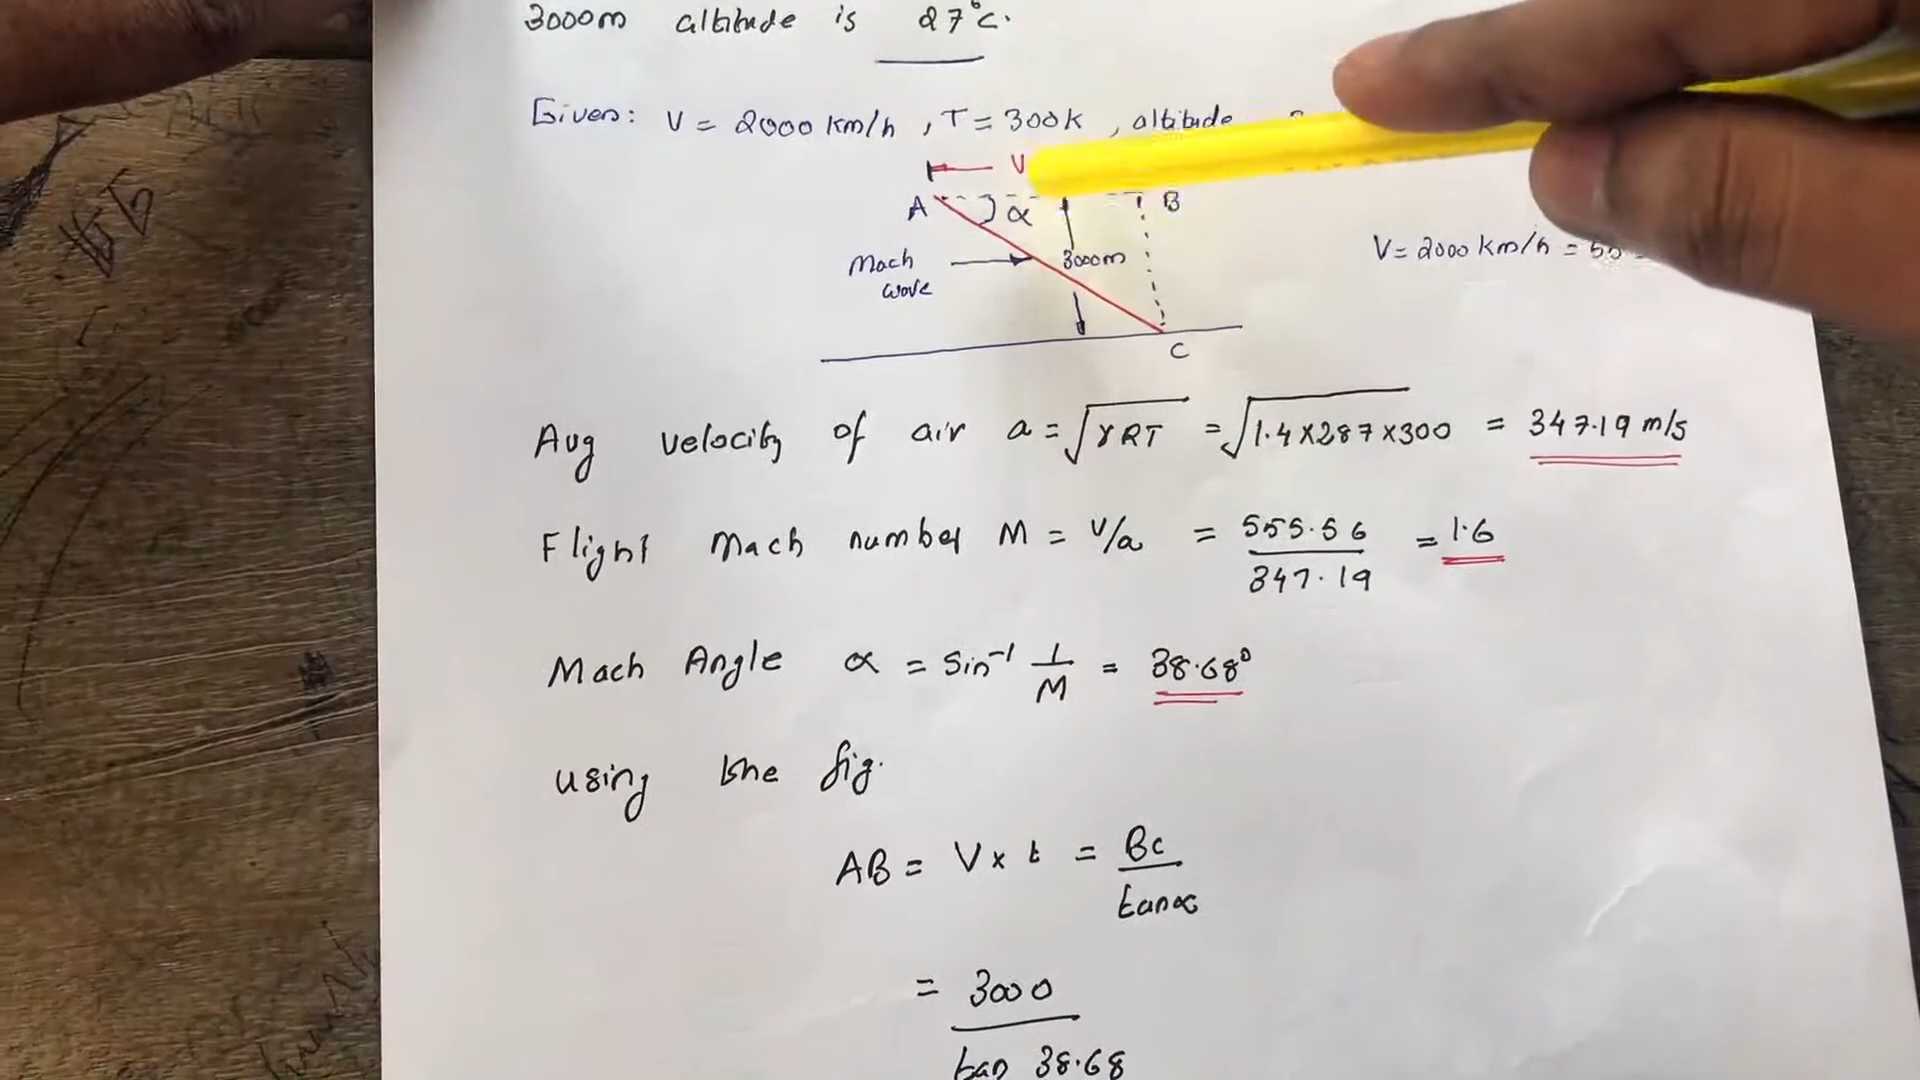 3000m altitude is 27°C.
Given: V = 2000 km/h , T = 300K , altitude
V
A α B
Mach wave
3000m
V = 2000 km/h =
C
Avg velocity of air a = √γRT = √1.4×287×300 = 347.19 m/s
Flight Mach number M = V/a = 555.56 / 347.19 = 1.6
Mach Angle α = Sin⁻¹ 1/M = 38.68°
using the fig.
AB = V × t = BC / tanα
= 3000 / tan 38.68